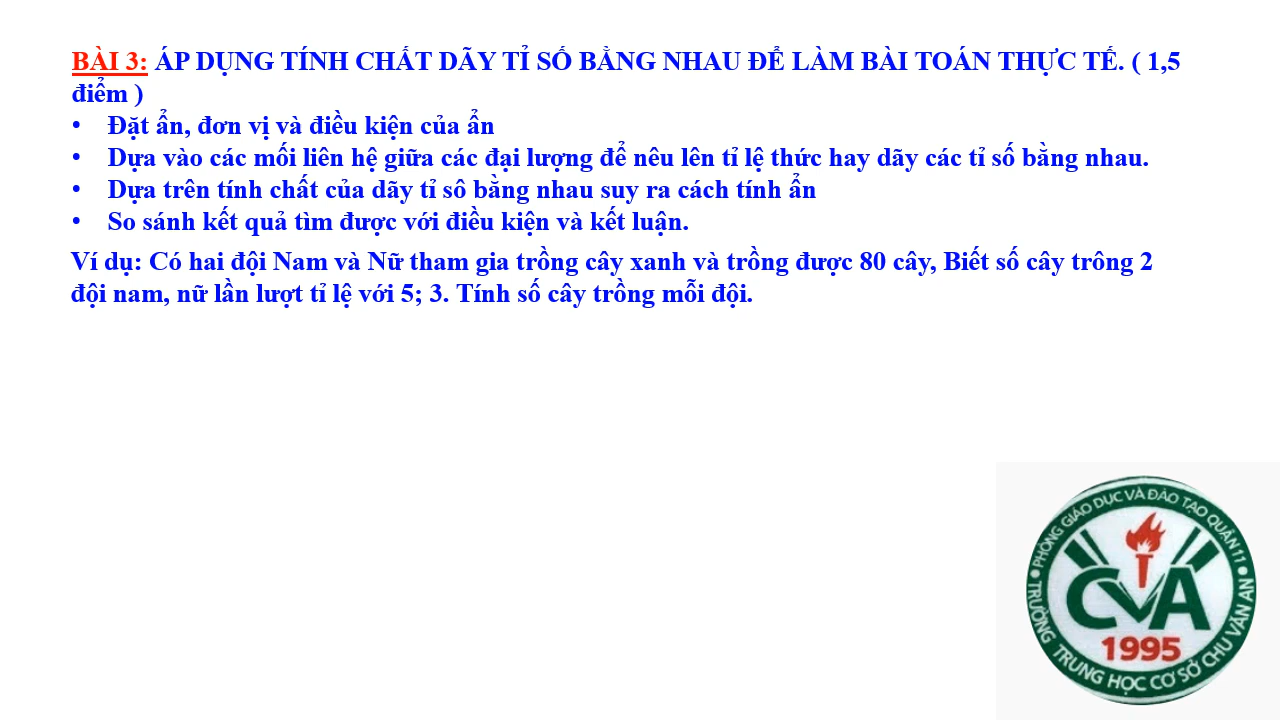 BÀI 3: ÁP DỤNG TÍNH CHẤT DÃY TỈ SỐ BẰNG NHAU ĐỂ LÀM BÀI TOÁN THỰC TẾ. ( 1,5
điểm )
• Đặt ẩn, đơn vị và điều kiện của ẩn
• Dựa vào các mối liên hệ giữa các đại lượng để nêu lên tỉ lệ thức hay dãy các tỉ số bằng nhau.
• Dựa trên tính chất của dãy tỉ sô bằng nhau suy ra cách tính ẩn
• So sánh kết quả tìm được với điều kiện và kết luận.
Ví dụ: Có hai đội Nam và Nữ tham gia trồng cây xanh và trồng được 80 cây, Biết số cây trông 2
đội nam, nữ lần lượt tỉ lệ với 5; 3. Tính số cây trồng mỗi đội.
PHÒNG GIÁO DỤC VÀ ĐÀO TẠO QUẬN 11
CVA
1995
TRƯỜNG TRUNG HỌC CƠ SỞ CHU VĂN AN